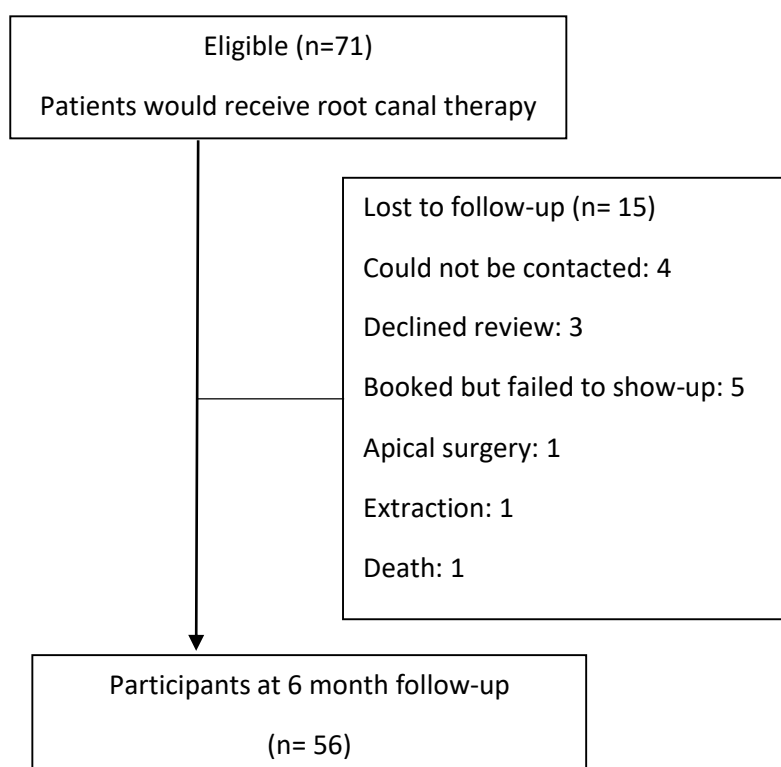 Eligible (n=71)
Patients would receive root canal therapy
Lost to follow-up (n= 15)
Could not be contacted: 4
Declined review: 3
Booked but failed to show-up: 5
Apical surgery: 1
Extraction: 1
Death: 1
Participants at 6 month follow-up
(n= 56)